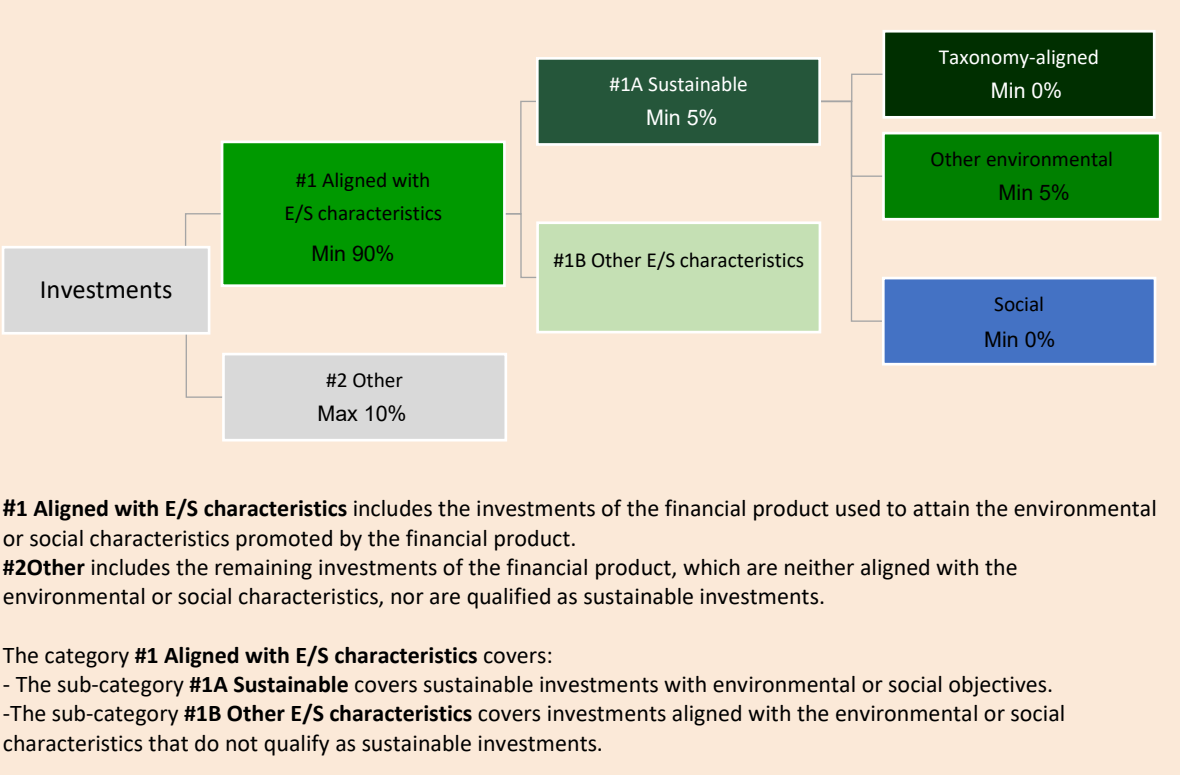 Taxonomy-aligned
Min 0%
#1A Sustainable
Min 5%
Other environmental
Min 5%
#1 Aligned with
E/S characteristics
Min 90%
#1B Other E/S characteristics
Investments
Social
Min 0%
#2 Other
Max 10%
#1 Aligned with E/S characteristics includes the investments of the financial product used to attain the environmental
or social characteristics promoted by the financial product.
#2Other includes the remaining investments of the financial product, which are neither aligned with the
environmental or social characteristics, nor are qualified as sustainable investments.
The category #1 Aligned with E/S characteristics covers:
- The sub-category #1A Sustainable covers sustainable investments with environmental or social objectives.
-The sub-category #1B Other E/S characteristics covers investments aligned with the environmental or social
characteristics that do not qualify as sustainable investments.